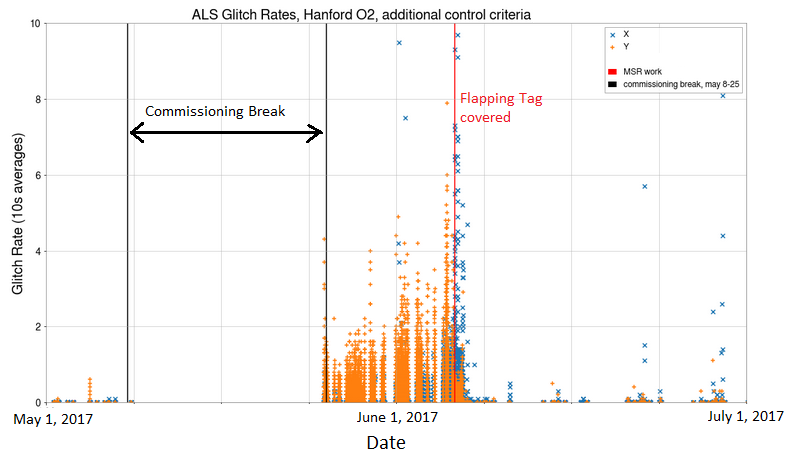 ALS Glitch Rates, Hanford O2, additional control criteria
10
8
6
4
2
0
Glitch Rate (10s averages)
Commissioning Break
Flapping Tag
covered
X
Y
MSR work
commissioning break, may 8-25
May 1, 2017
June 1, 2017
July 1, 2017
Date